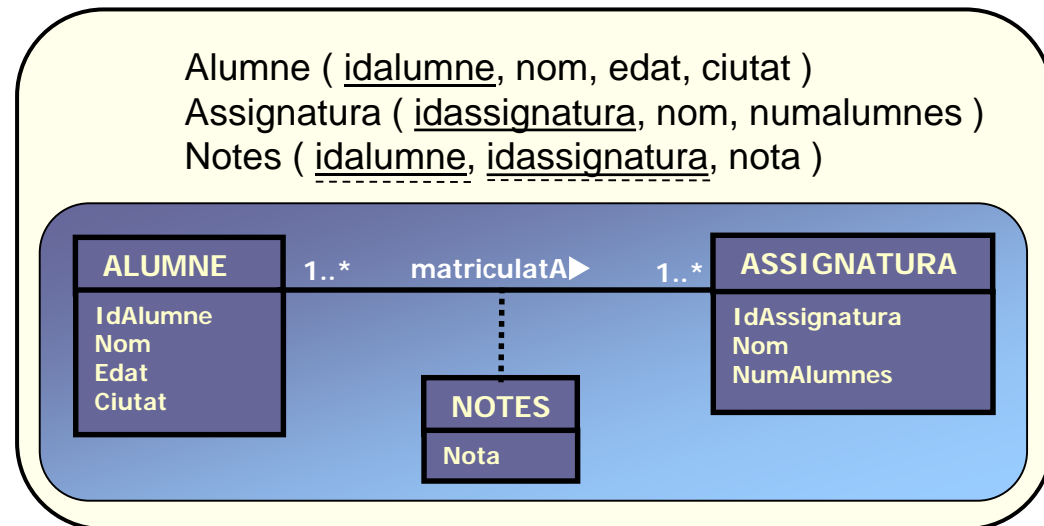 Alumne ( idalumne, nom, edat, ciutat )
Assignatura ( idassignatura, nom, numalumnes )
Notes ( idalumne, idassignatura, nota )
ALUMNE
IdAlumne
Nom
Edat
Ciutat
1..*
matriculatA▶
1..*
ASSIGNATURA
IdAssignatura
Nom
NumAlumnes
NOTES
Nota